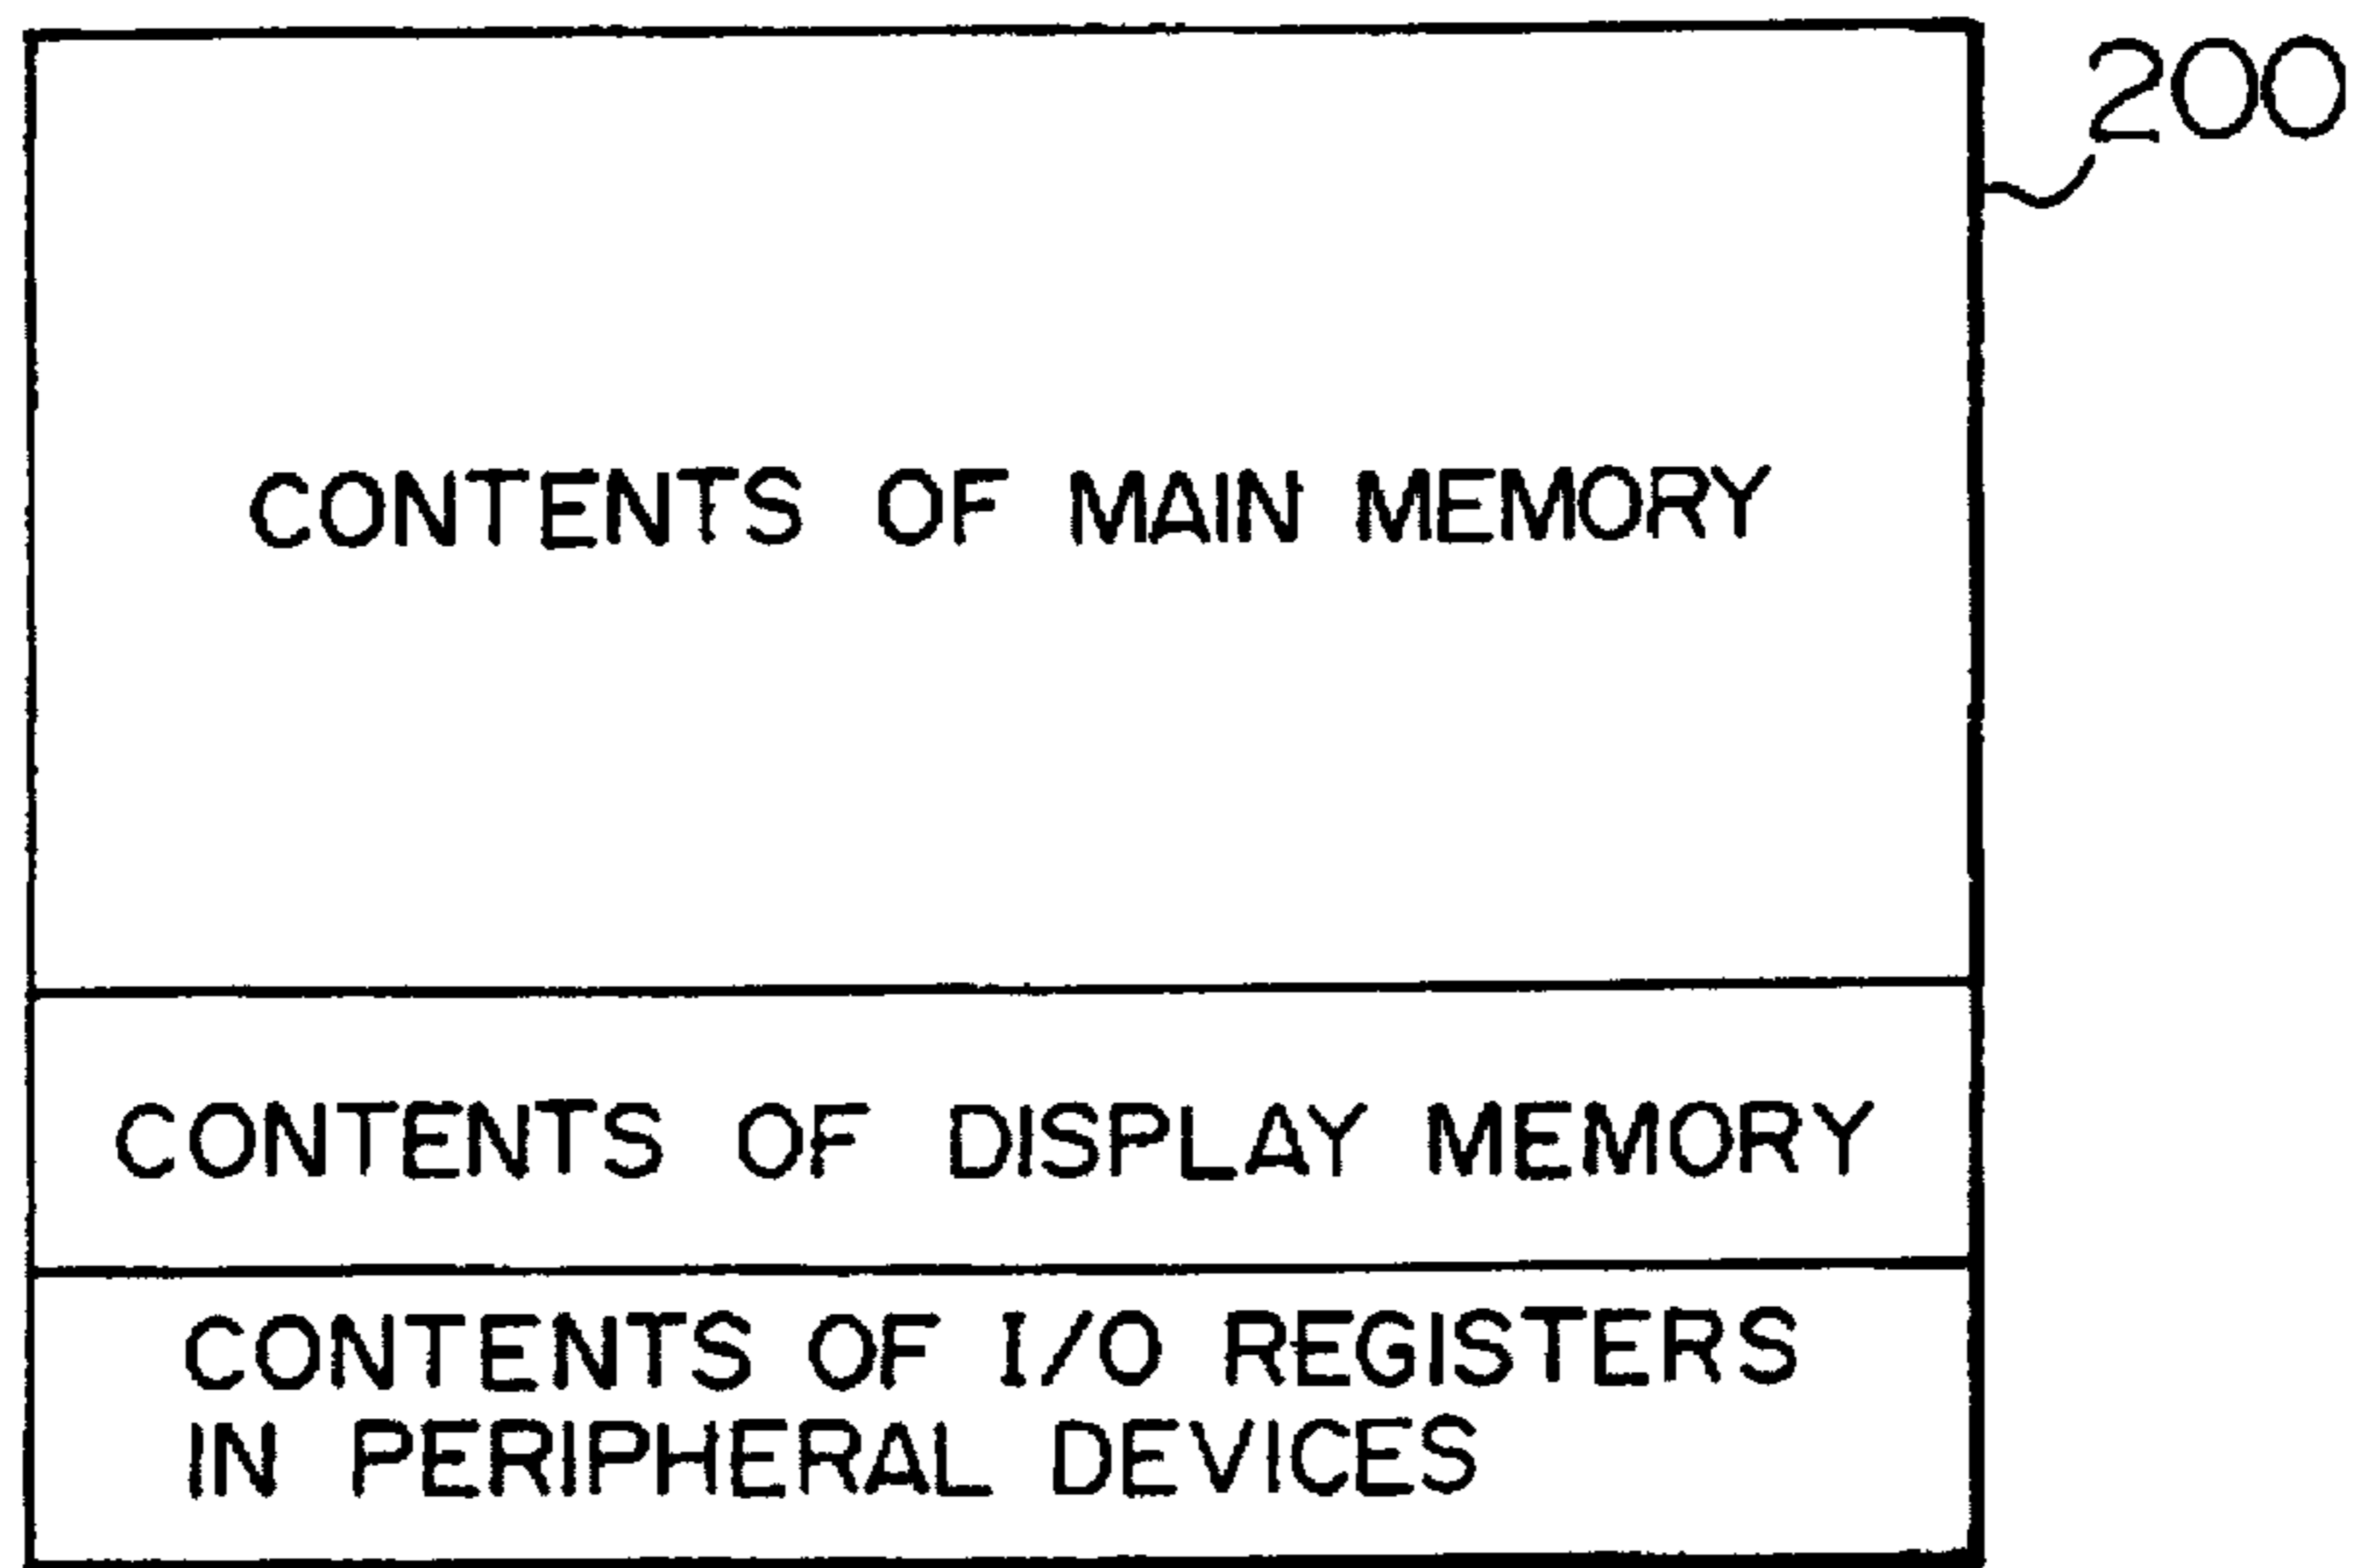 200
CONTENTS OF MAIN MEMORY
CONTENTS OF DISPLAY MEMORY
CONTENTS OF I/O REGISTERS
IN PERIPHERAL DEVICES